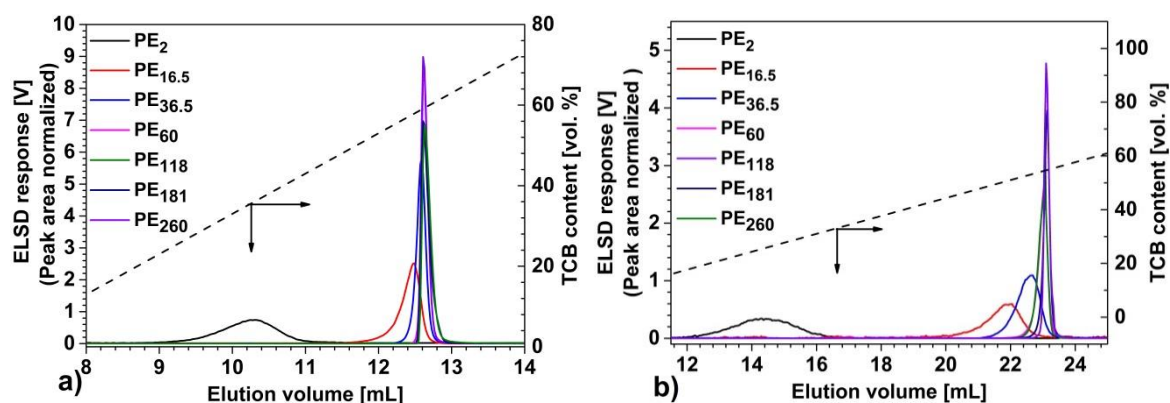 ELSD response [V]
(Peak area normalized)
10
9
8
7
6
5
4
3
2
1
0
PE2
PE16.5
PE36.5
PE60
PE118
PE181
PE260
80
60
40
20
0
TCB content [vol. %]
8 9 10 11 12 13 14
a)
Elution volume [mL]
ELSD response [V]
(Peak area normalized )
5
4
3
2
1
0
PE2
PE16.5
PE36.5
PE60
PE118
PE181
PE260
100
80
60
40
20
0
TCB content [vol. %]
12 14 16 18 20 22 24
b)
Elution volume [mL]